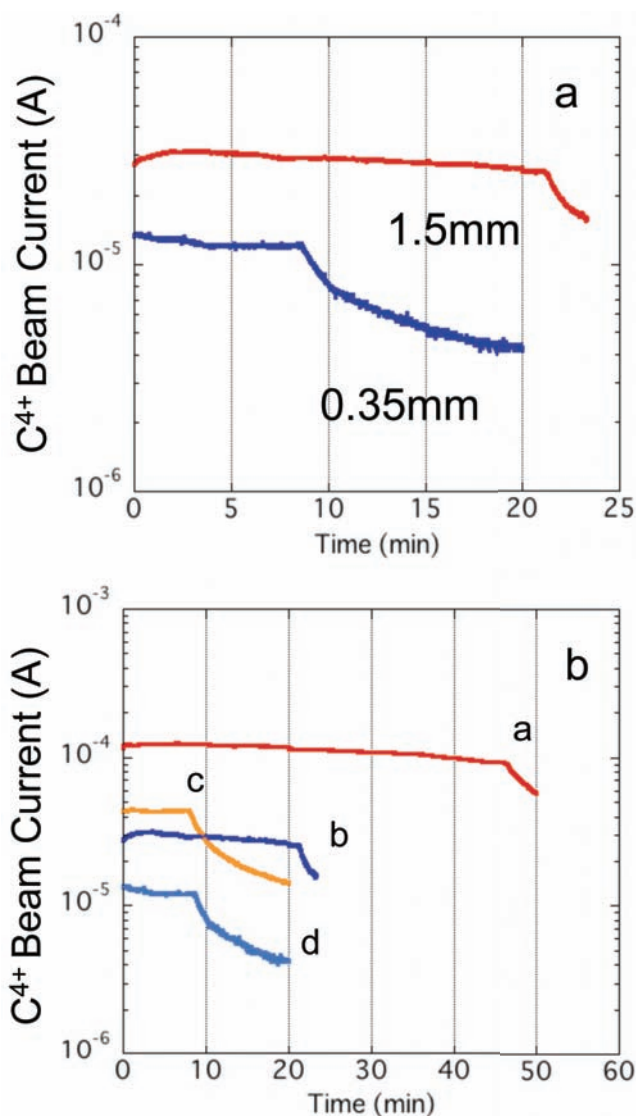 10⁻⁴
a
C⁴⁺ Beam Current (A)
1.5mm
10⁻⁵
0.35mm
10⁻⁶
0 5 10 15 20 25
Time (min)
10⁻³
b
C⁴⁺ Beam Current (A)
a
10⁻⁴
c
b
10⁻⁵
d
10⁻⁶
0 10 20 30 40 50 60
Time (min)